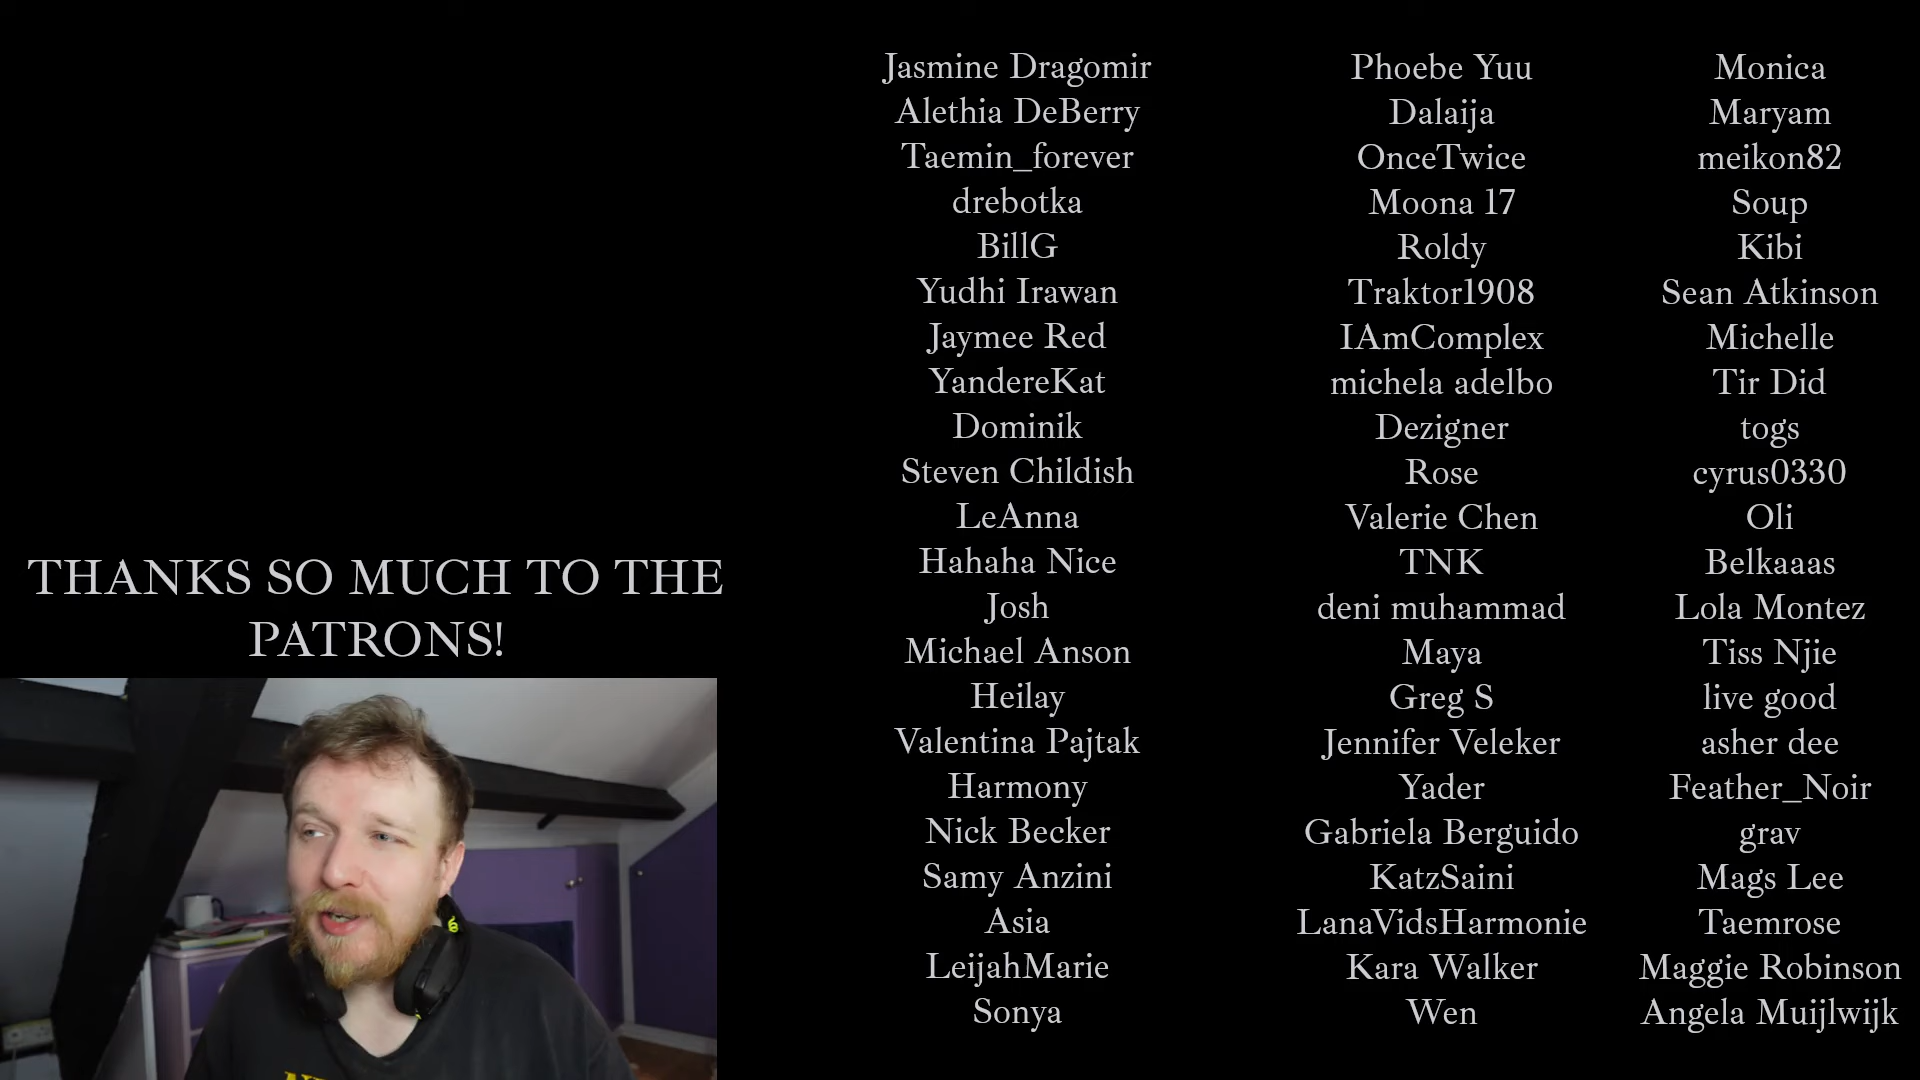 THANKS SO MUCH TO THE
PATRONS!
Jasmine Dragomir
Alethia DeBerry
Taemin_forever
drebotka
BillG
Yudhi Irawan
Jaymee Red
YandereKat
Dominik
Steven Childish
LeAnna
Hahaha Nice
Josh
Michael Anson
Heilay
Valentina Pajtak
Harmony
Nick Becker
Samy Anzini
Asia
LeijahMarie
Sonya
Phoebe Yuu
Dalaija
OnceTwice
Moona 17
Roldy
Traktor1908
IAmComplex
michela adelbo
Dezigner
Rose
Valerie Chen
TNK
deni muhammad
Maya
Greg S
Jennifer Veleker
Yader
Gabriela Berguido
KatzSaini
LanaVidsHarmonie
Kara Walker
Wen
Monica
Maryam
meikon82
Soup
Kibi
Sean Atkinson
Michelle
Tir Did
togs
cyrus0330
Oli
Belkaaas
Lola Montez
Tiss Njie
live good
asher dee
Feather_Noir
grav
Mags Lee
Taemrose
Maggie Robinson
Angela Muijlwijk